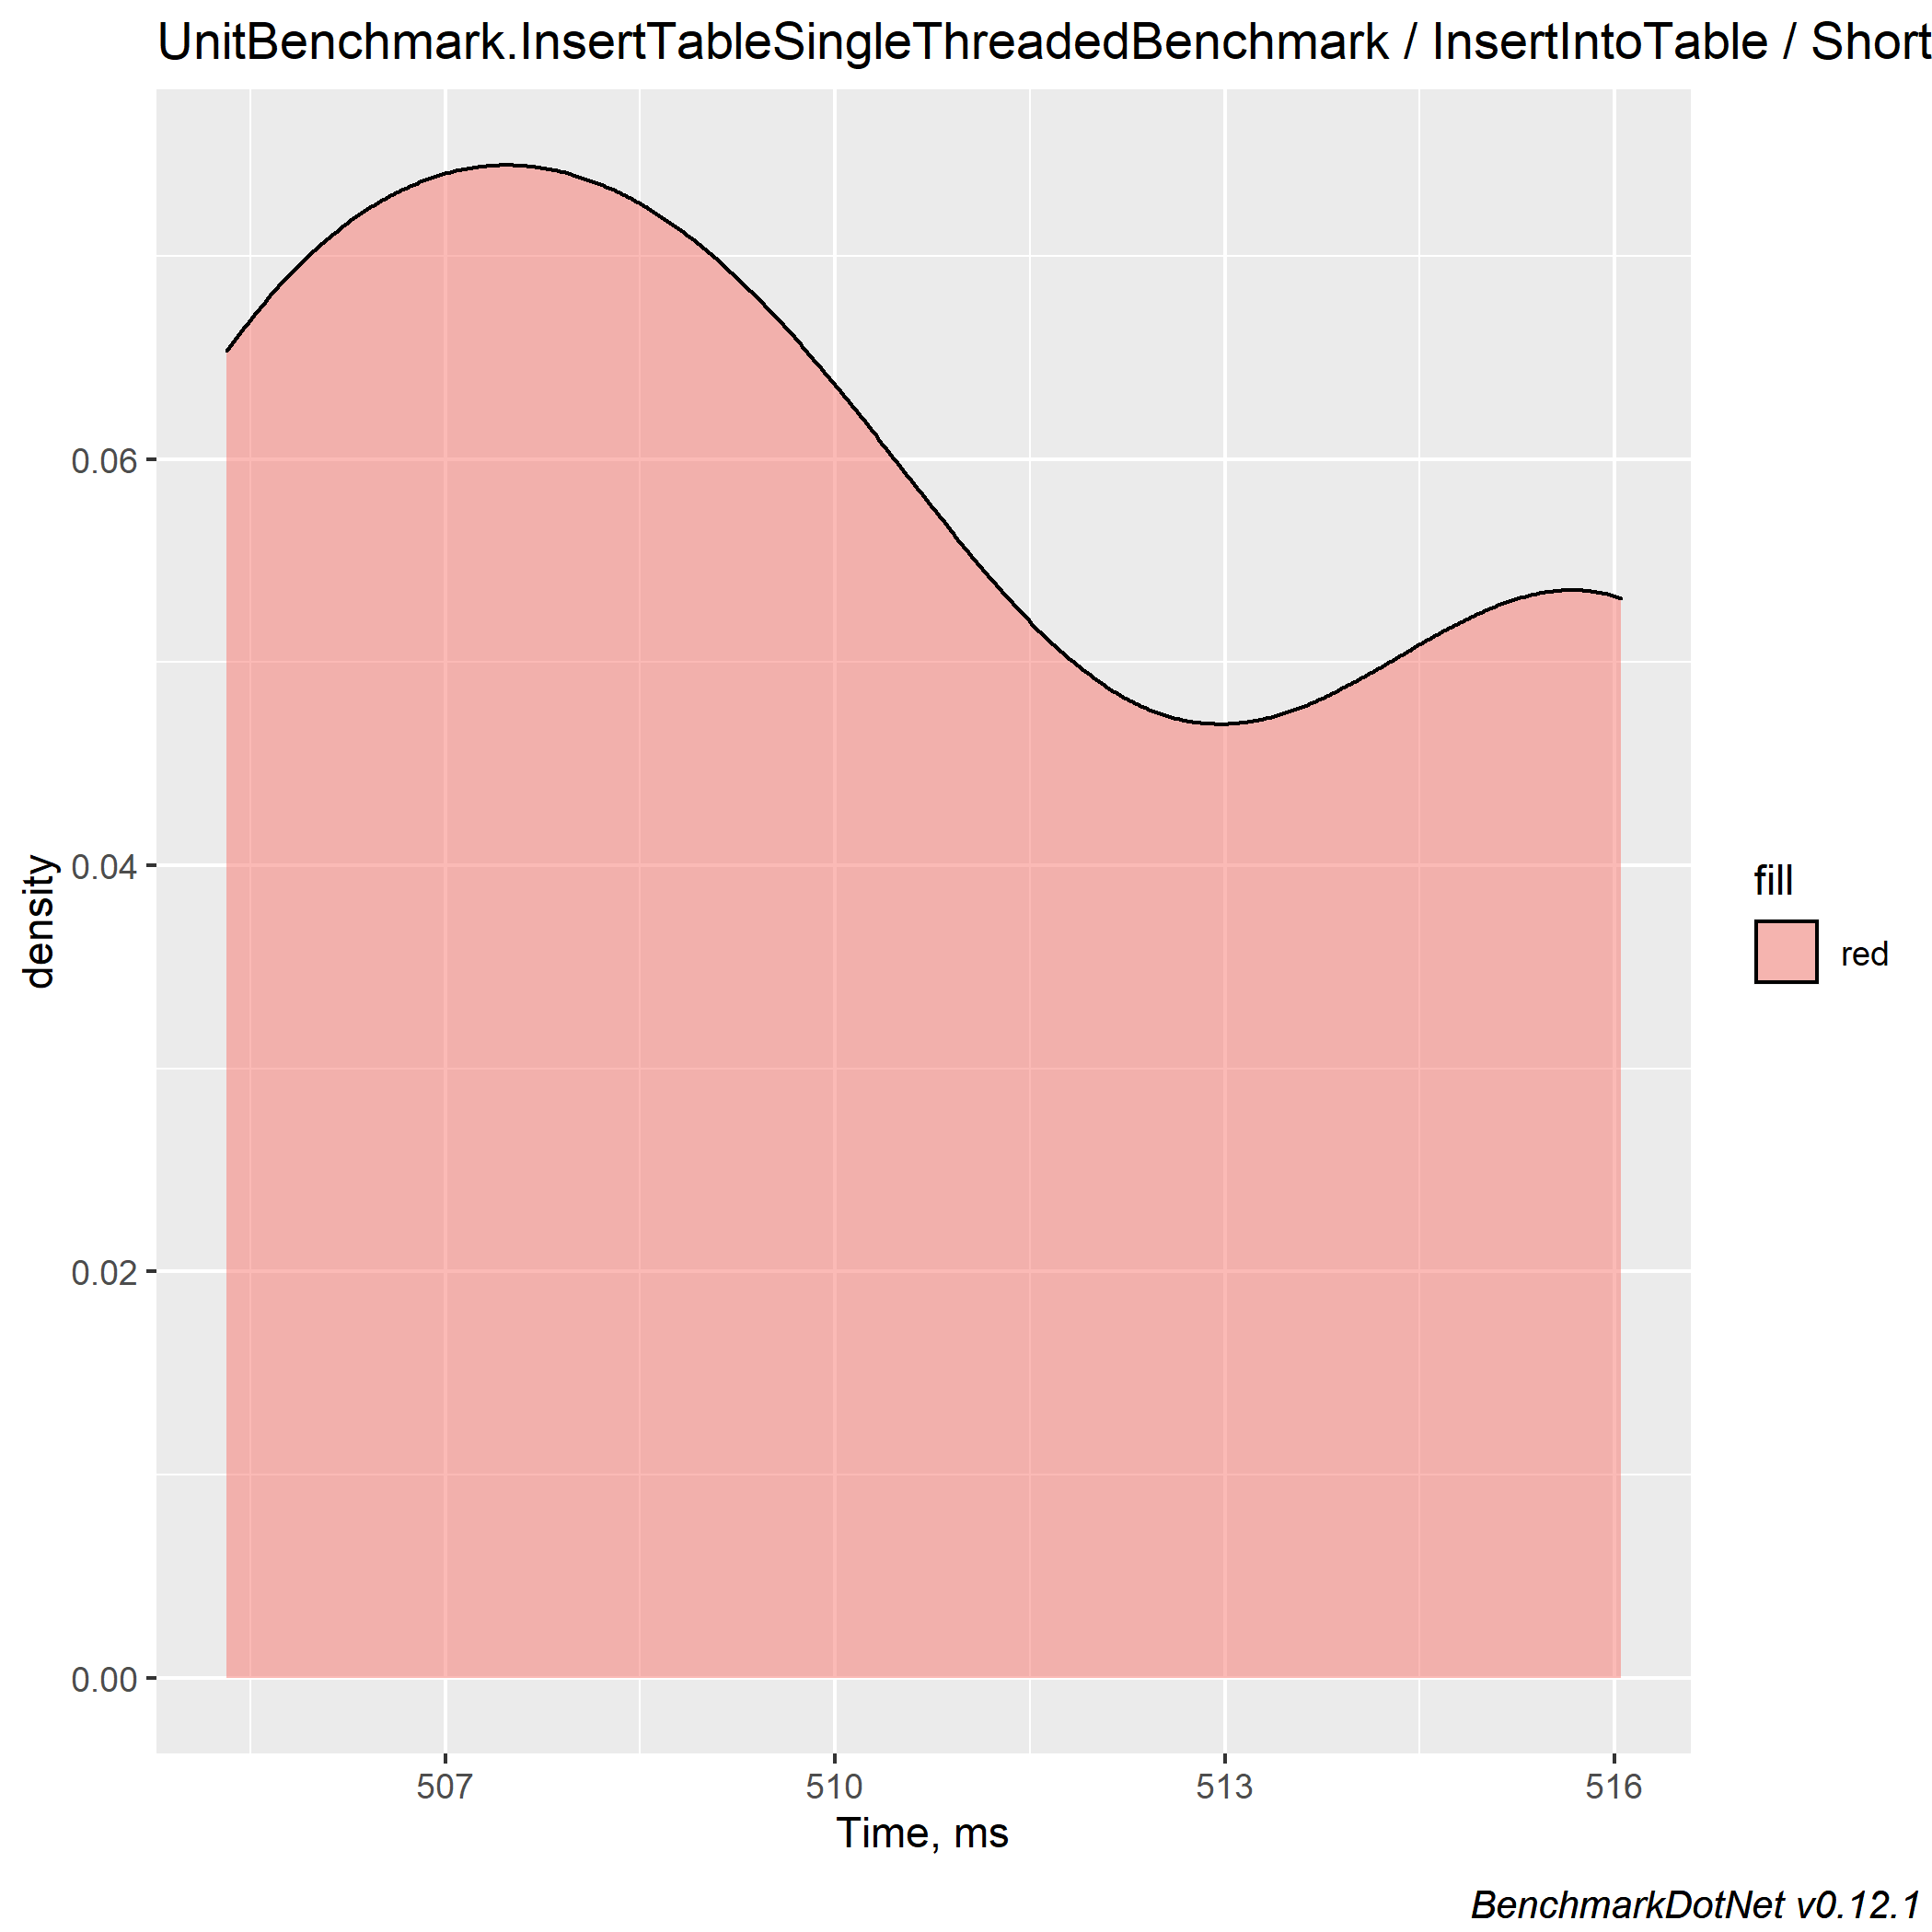 UnitBenchmark.InsertTableSingleThreadedBenchmark / InsertIntoTable / Short
density
0.06
0.04
0.02
0.00
507 510 513 516
Time, ms
fill
red
BenchmarkDotNet v0.12.1